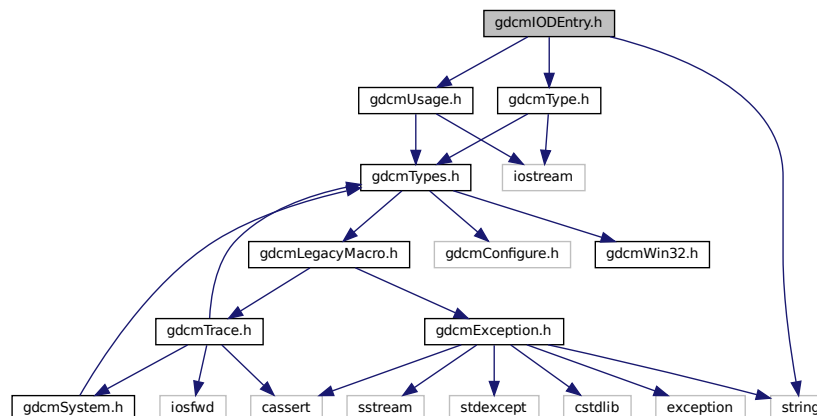 gdcmIODEntry.h
gdcmUsage.h
gdcmType.h
gdcmTypes.h
iostream
gdcmLegacyMacro.h
gdcmConfigure.h
gdcmWin32.h
gdcmTrace.h
gdcmException.h
gdcmSystem.h
iosfwd
cassert
sstream
stdexcept
cstdlib
exception
string